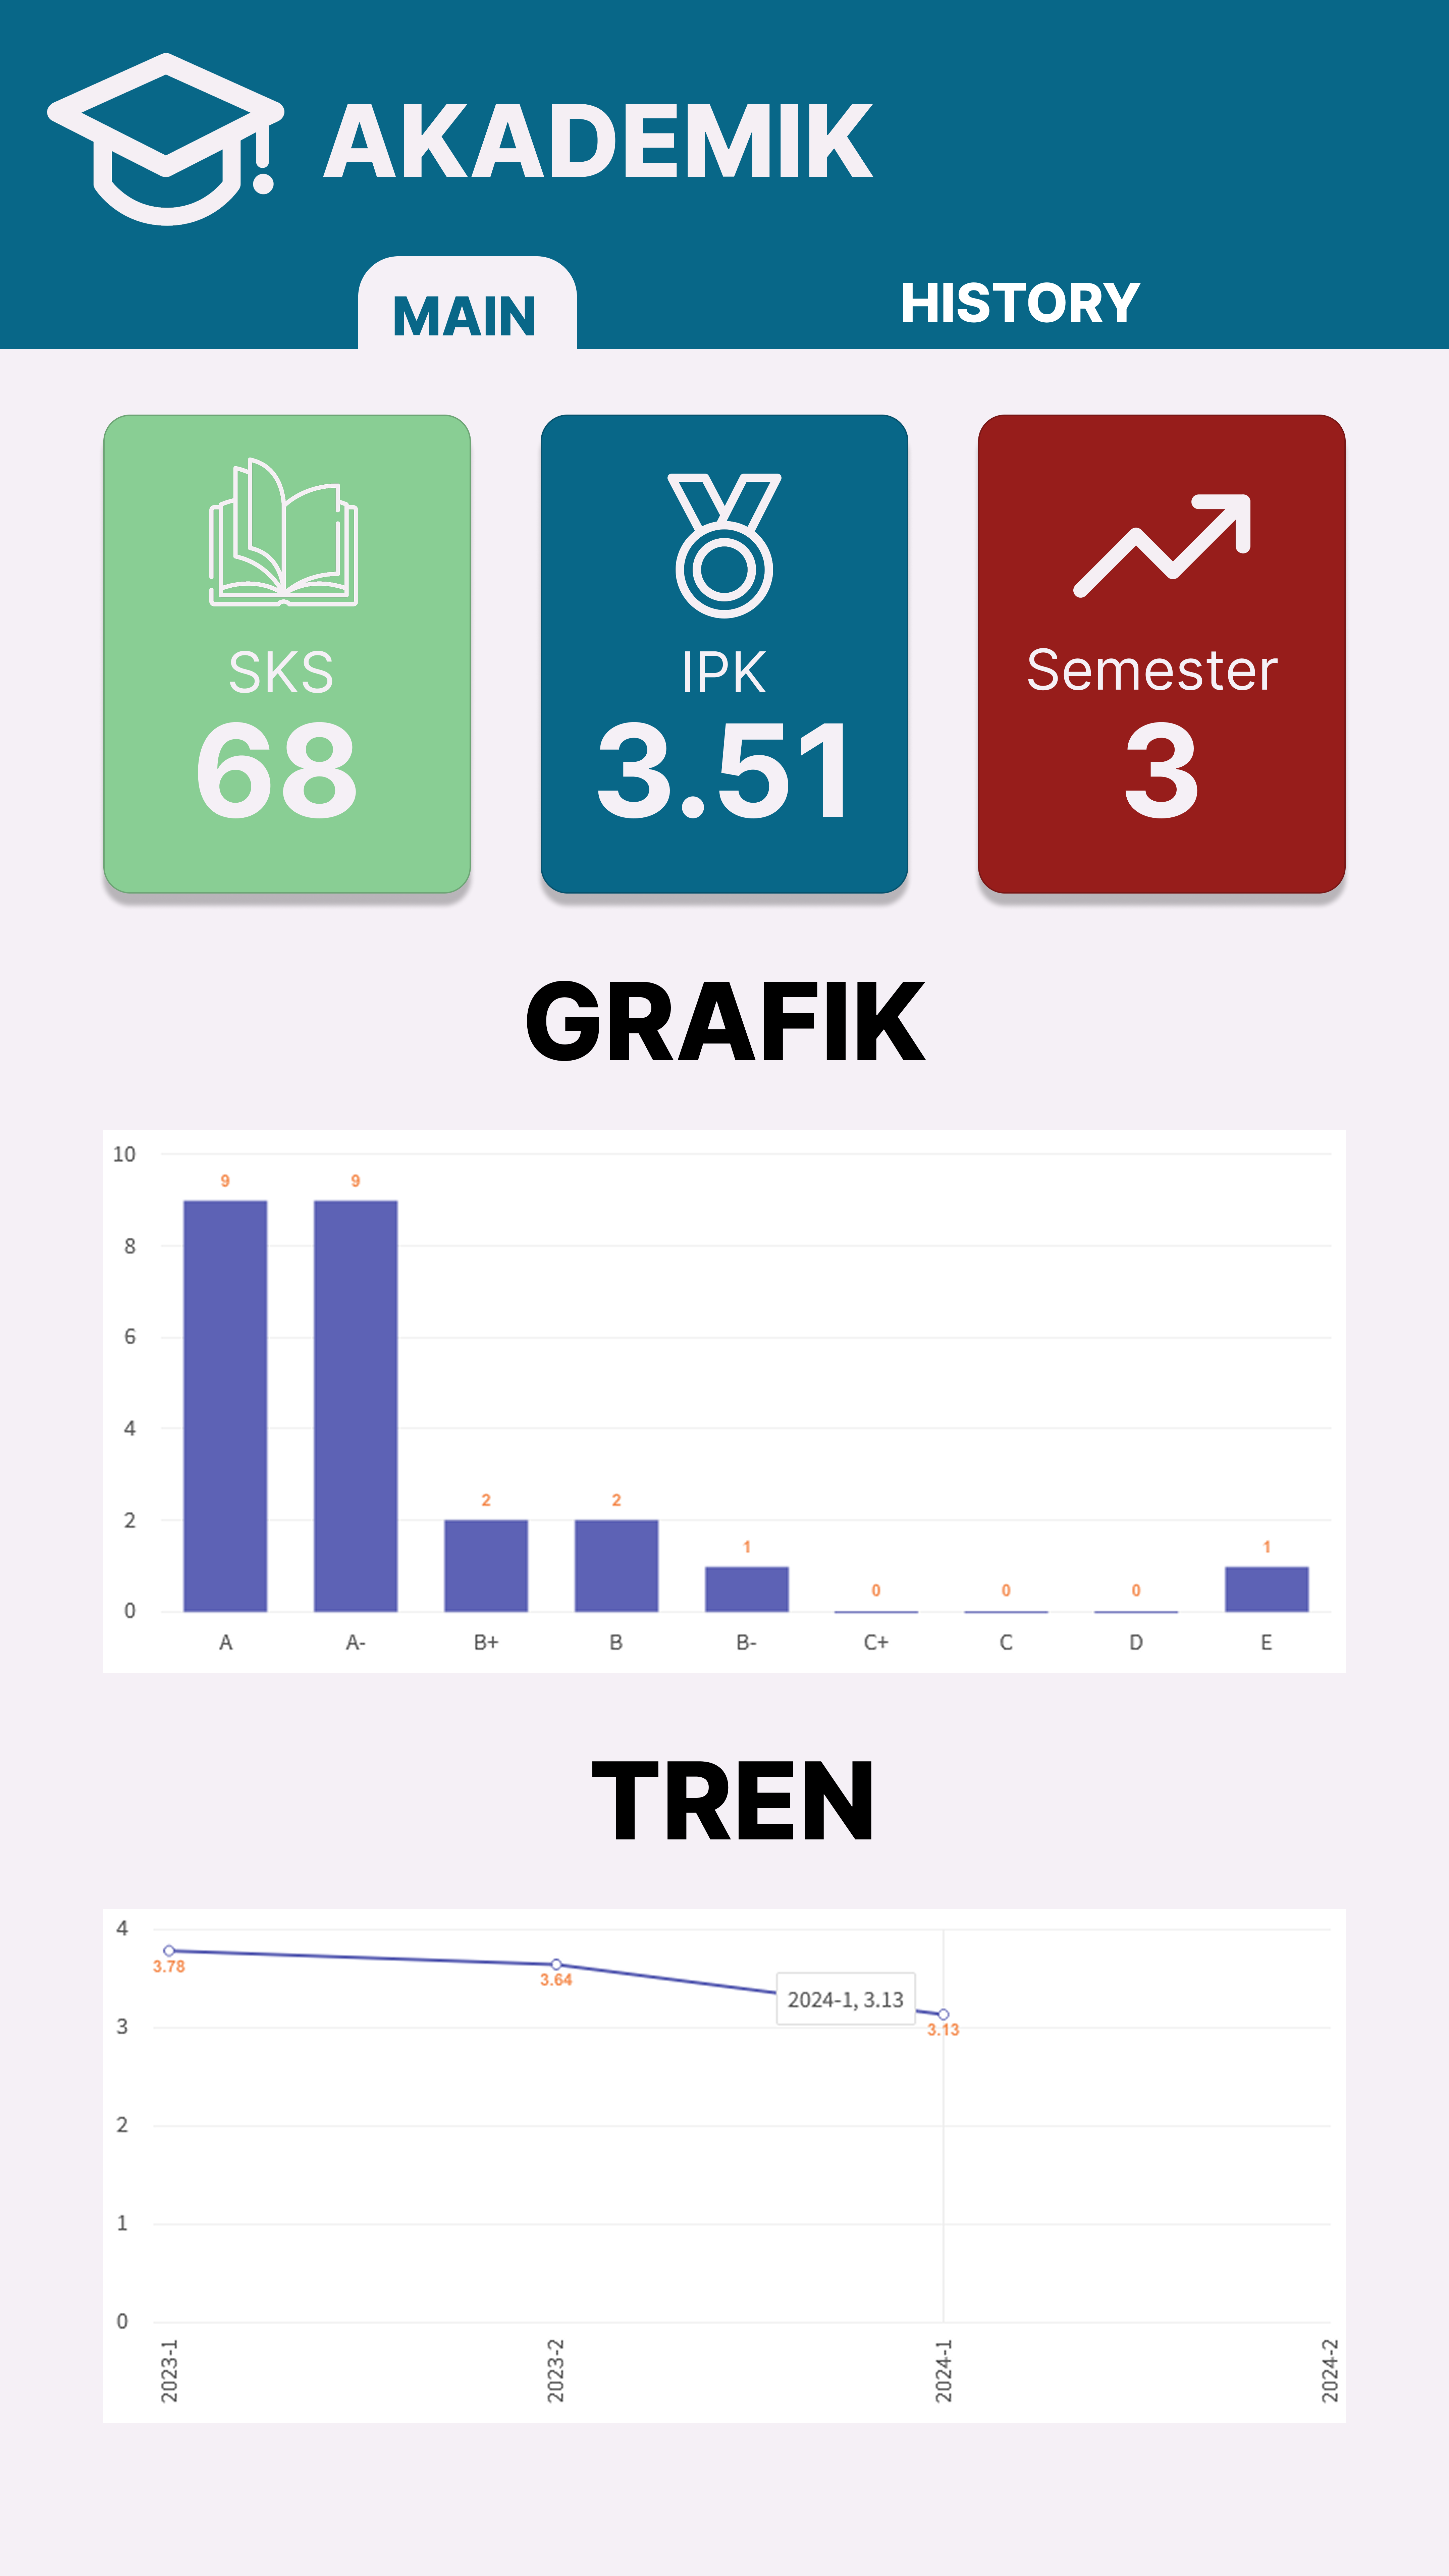 AKADEMIK
MAIN
HISTORY
SKS
68
IPK
3.51
Semester
3
GRAFIK
10
8
6
4
2
0
9
9
2
2
1
0
0
0
1
A
A-
B+
B
B-
C+
C
D
E
TREN
4
3
2
1
0
3.78
3.64
2024-1, 3.13
3.13
2023-1
2023-2
2024-1
2024-2